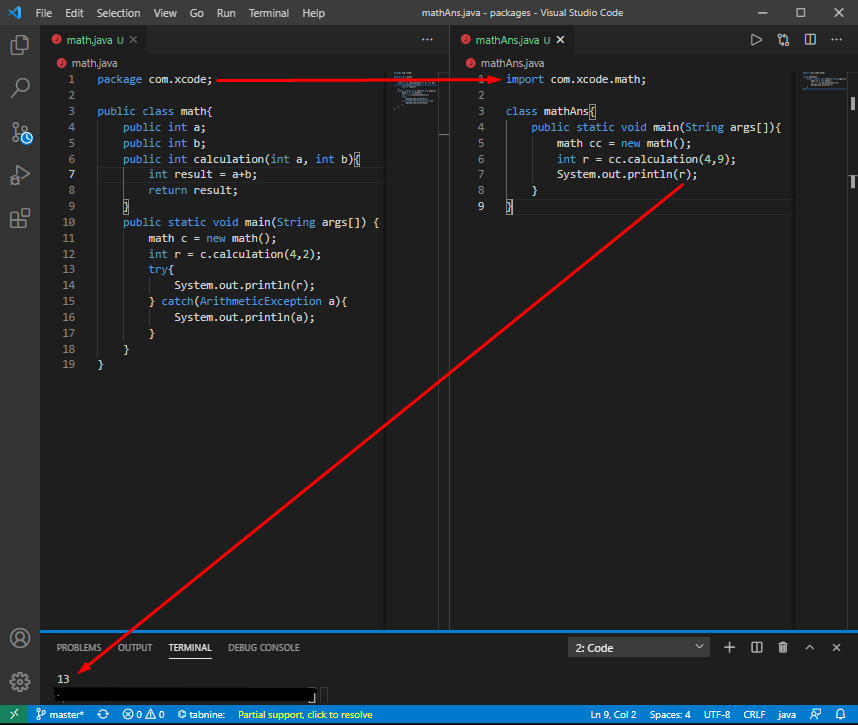 File Edit Selection View Go Run Terminal Help mathAns.java - packages - Visual Studio Code
math.java U
mathAns.java U
math.java
1 package com.xcode;
2
3 public class math{
4 public int a;
5 public int b;
6 public int calculation(int a, int b){
7 int result = a+b;
8 return result;
9 }
10 public static void main(String args[]) {
11 math c = new math();
12 int r = c.calculation(4,2);
13 try{
14 System.out.println(r);
15 } catch(ArithmeticException a){
16 System.out.println(a);
17 }
18 }
19 }
mathAns.java
1 import com.xcode.math;
2
3 class mathAns{
4 public static void main(String args[]){
5 math cc = new math();
6 int r = cc.calculation(4,9);
7 System.out.println(r);
8 }
9 }
PROBLEMS OUTPUT TERMINAL DEBUG CONSOLE 2: Code
13
master* 0 0 tabnine: Partial support, click to resolve Ln 9, Col 2 Spaces: 4 UTF-8 CRLF java